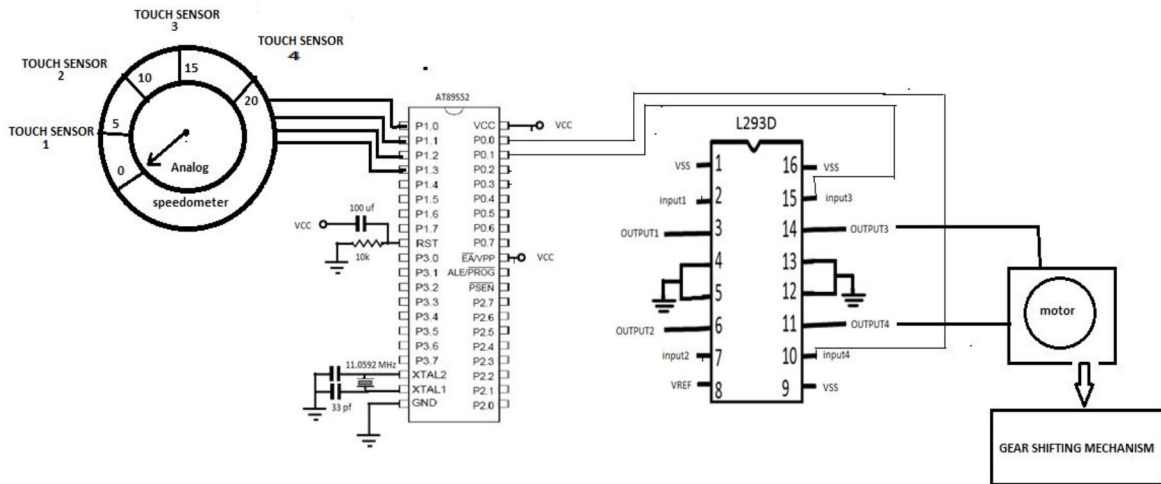 TOUCH SENSOR
3
TOUCH SENSOR
4
TOUCH SENSOR
2
TOUCH SENSOR
1
0
5
10
15
20
Analog
speedometer
AT89S52
P1.0
P1.1
P1.2
P1.3
P1.4
P1.5
P1.6
P1.7
RST
P3.0
P3.1
P3.2
P3.3
P3.4
P3.5
P3.6
P3.7
XTAL2
XTAL1
GND
VCC
P0.0
P0.1
P0.2
P0.3
P0.4
P0.5
P0.6
P0.7
EA/VPP
ALE/PROG
PSEN
P2.7
P2.6
P2.5
P2.4
P2.3
P2.2
P2.1
P2.0
VCC
VCC
100 uf
VCC
10k
11.0592 MHz
33 pf
L293D
VSS
input1
OUTPUT1
OUTPUT2
input2
VREF
1
2
3
4
5
6
7
8
16
15
14
13
12
11
10
9
VSS
input3
OUTPUT3
OUTPUT4
input4
VSS
motor
GEAR SHIFTING MECHANISM